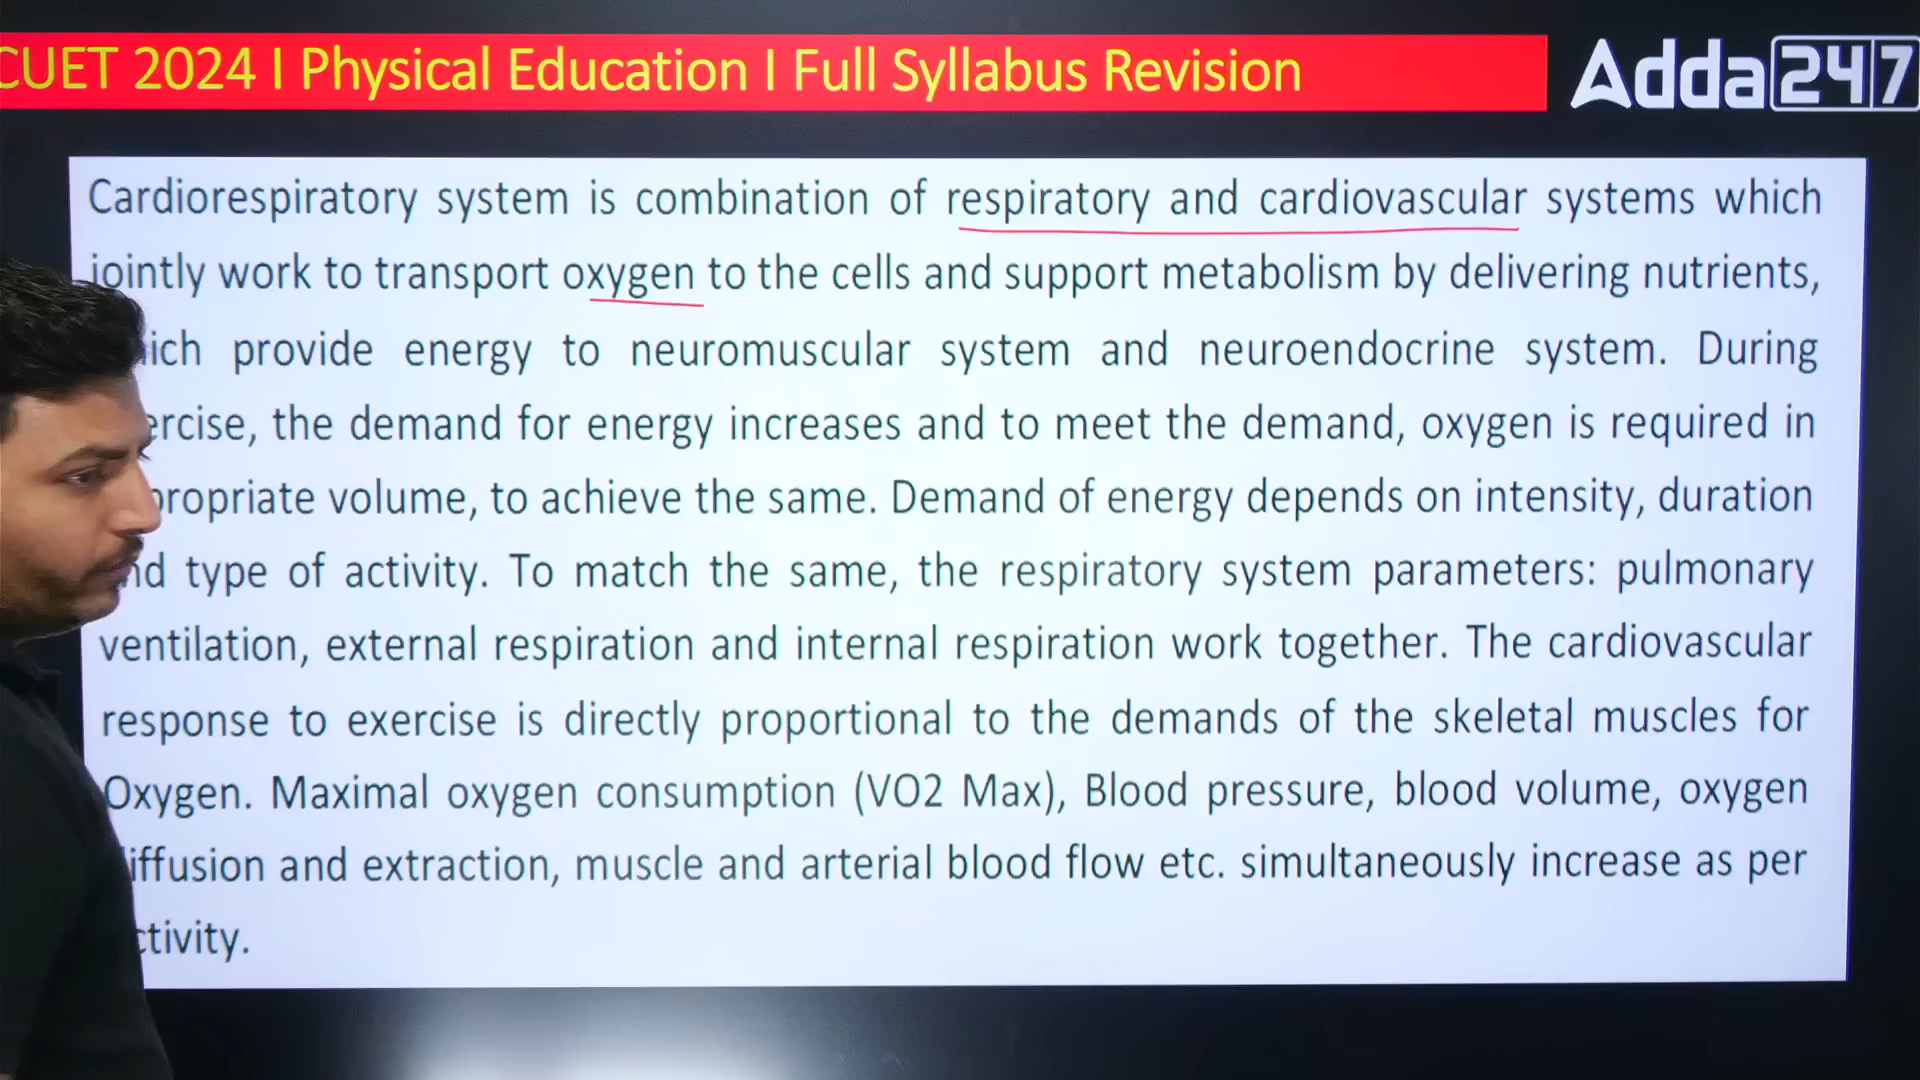 CUET 2024 I Physical Education I Full Syllabus Revision
Adda247
Cardiorespiratory system is combination of respiratory and cardiovascular systems which
jointly work to transport oxygen to the cells and support metabolism by delivering nutrients,
provide energy to neuromuscular system and neuroendocrine system. During
the demand for energy increases and to meet the demand, oxygen is required in
volume, to achieve the same. Demand of energy depends on intensity, duration
type of activity. To match the same, the respiratory system parameters: pulmonary
ventilation, external respiration and internal respiration work together. The cardiovascular
response to exercise is directly proportional to the demands of the skeletal muscles for
Oxygen. Maximal oxygen consumption (VO2 Max), Blood pressure, blood volume, oxygen
and extraction, muscle and arterial blood flow etc. simultaneously increase as per